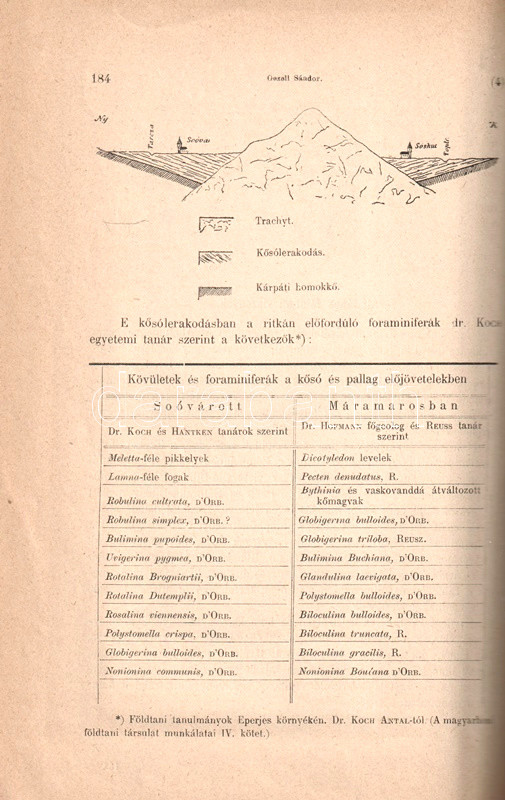 184
Gesell Sándor.
(4)
Ny
K.
Tarcza
Soóvár
Sóskut
Tople
Trachyt.
Kősólerakodás.
Kárpáti homokkő.
E kősólerakodásban a ritkán előforduló foraminiferák dr. Koch
egyetemi tanár szerint a következők*):
Kövületek és foraminiferák a kősó és pallag előjövetelekben
Soóvárott
Máramarosban
Dr. Koch és Hantken tanárok szerint
Dr. Hofmann főgeolog és Reuss tanár
szerint
Meletta-féle pikkelyek
Dicotyledon levelek
Lamna-féle fogak
Pecten denudatus, R.
Robulina cultrata, d'Orb.
Bythinia és vaskovanddá átváltozott
kőmagvak
Robulina simplex, d'Orb. ?
Globigerina bulloides, d'Orb.
Bulimina pupoides, d'Orb.
Globigerina triloba, Reusz.
Uvigerina pygmea, d'Orb.
Bulimina Buchiana, d'Orb.
Rotalina Brogniartii, d'Orb.
Glandulina laevigata, d'Orb.
Rotalina Dutemplii, d'Orb.
Polystomella bulloides, d'Orb.
Rosalina viennensis, d'Orb.
Biloculina bulloides, d'Orb.
Polystomella crispa, d'Orb.
Biloculina truncata, R.
Globigerina bulloides, d'Orb.
Biloculina gracilis, R.
Nonionina communis, d'Orb.
Nonionina Boueana d'Orb.
*) Földtani tanulmányok Eperjes környékén. Dr. Koch Antal-tól. (A magyarhoni
földtani társulat munkálatai IV. kötet.)